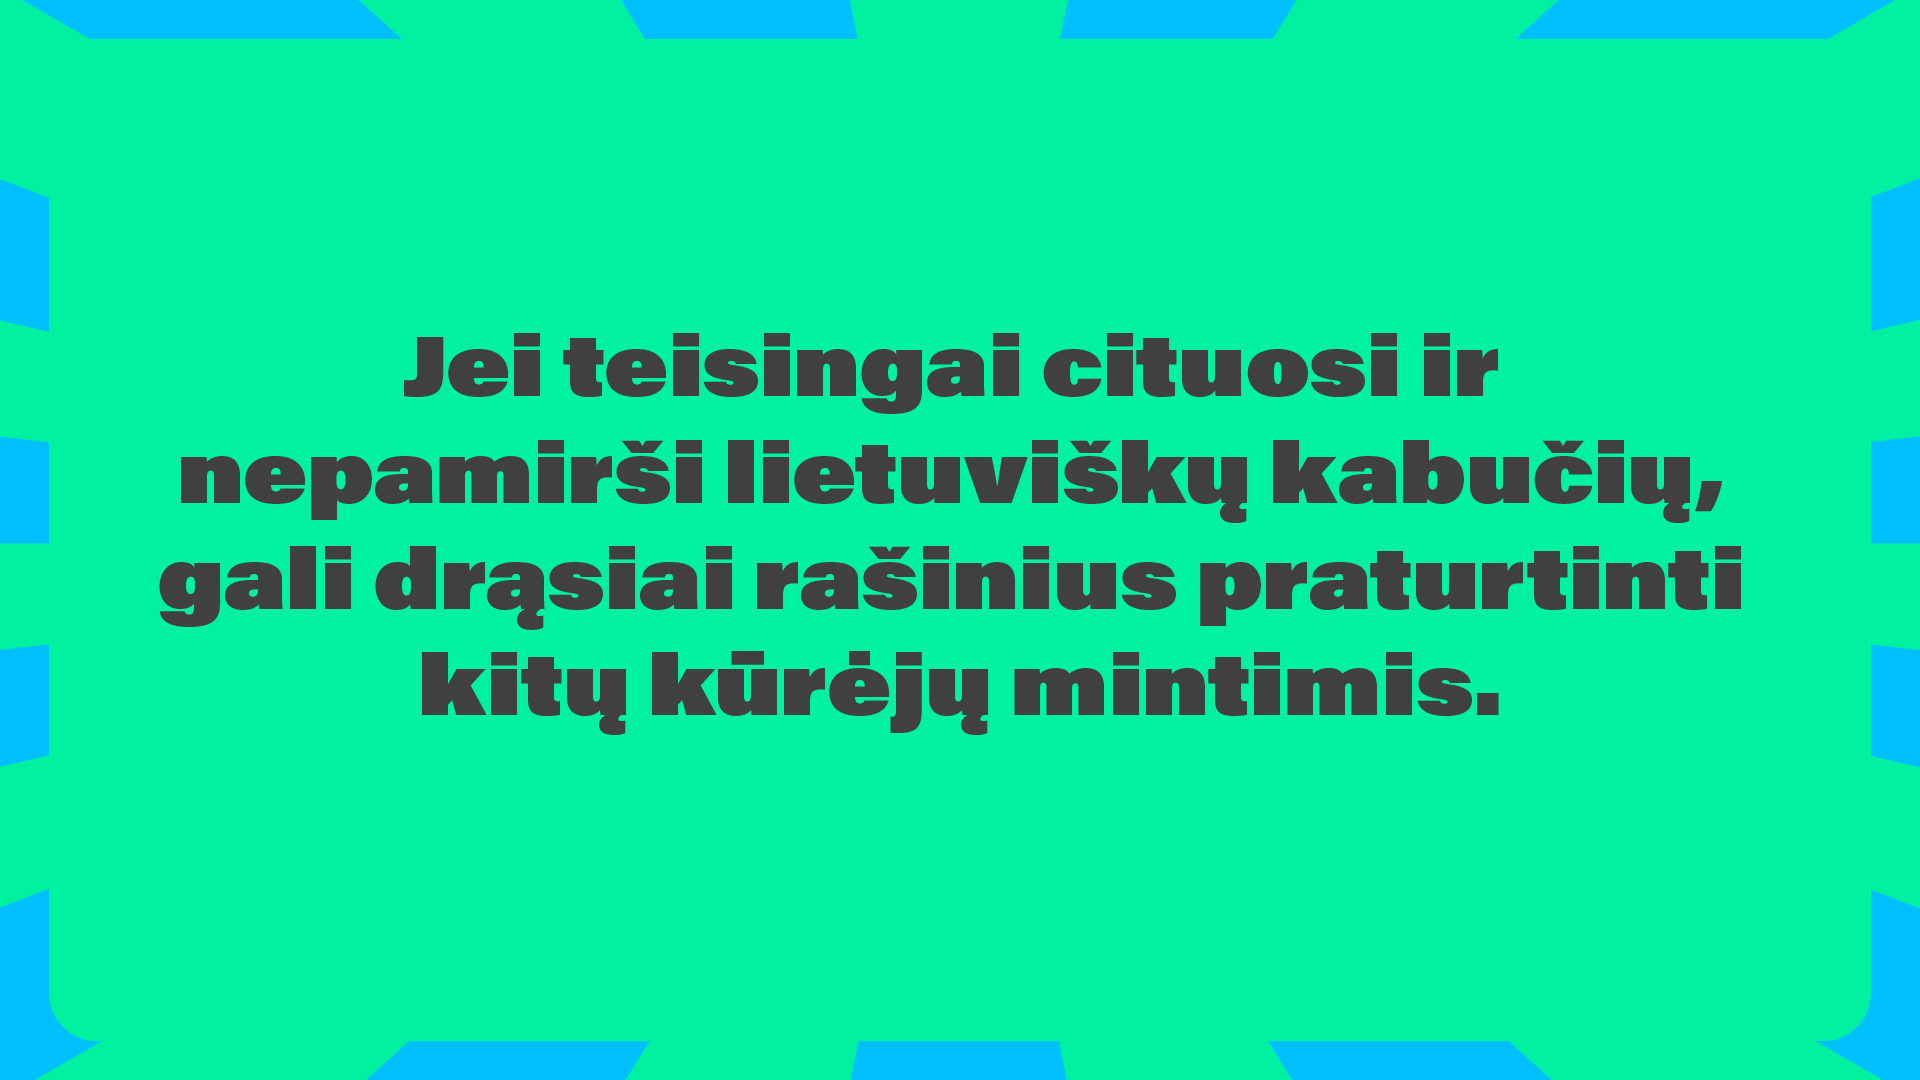 Jei teisingai cituosi ir
nepamirši lietuviškų kabučių,
gali drąsiai rašinius praturtinti
kitų kūrėjų mintimis.